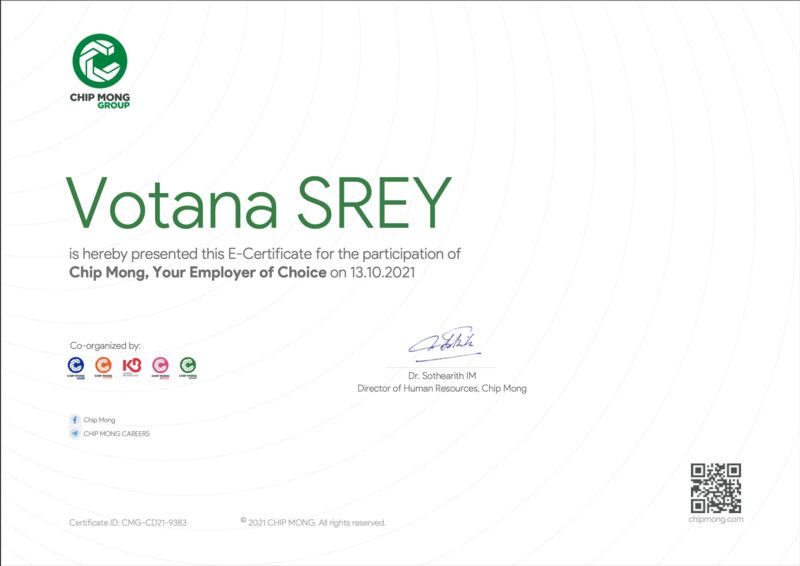 CHIP MONG
GROUP
Votana SREY
is hereby presented this E-Certificate for the participation of
Chip Mong, Your Employer of Choice on 13.10.2021
Co-organized by:
KB
Dr. Sothearith IM
Director of Human Resources, Chip Mong
Chip Mong
CHIP MONG CAREERS
Certificate ID: CMG-CD21-9383
© 2021 CHIP MONG. All rights reserved.
chipmong.com